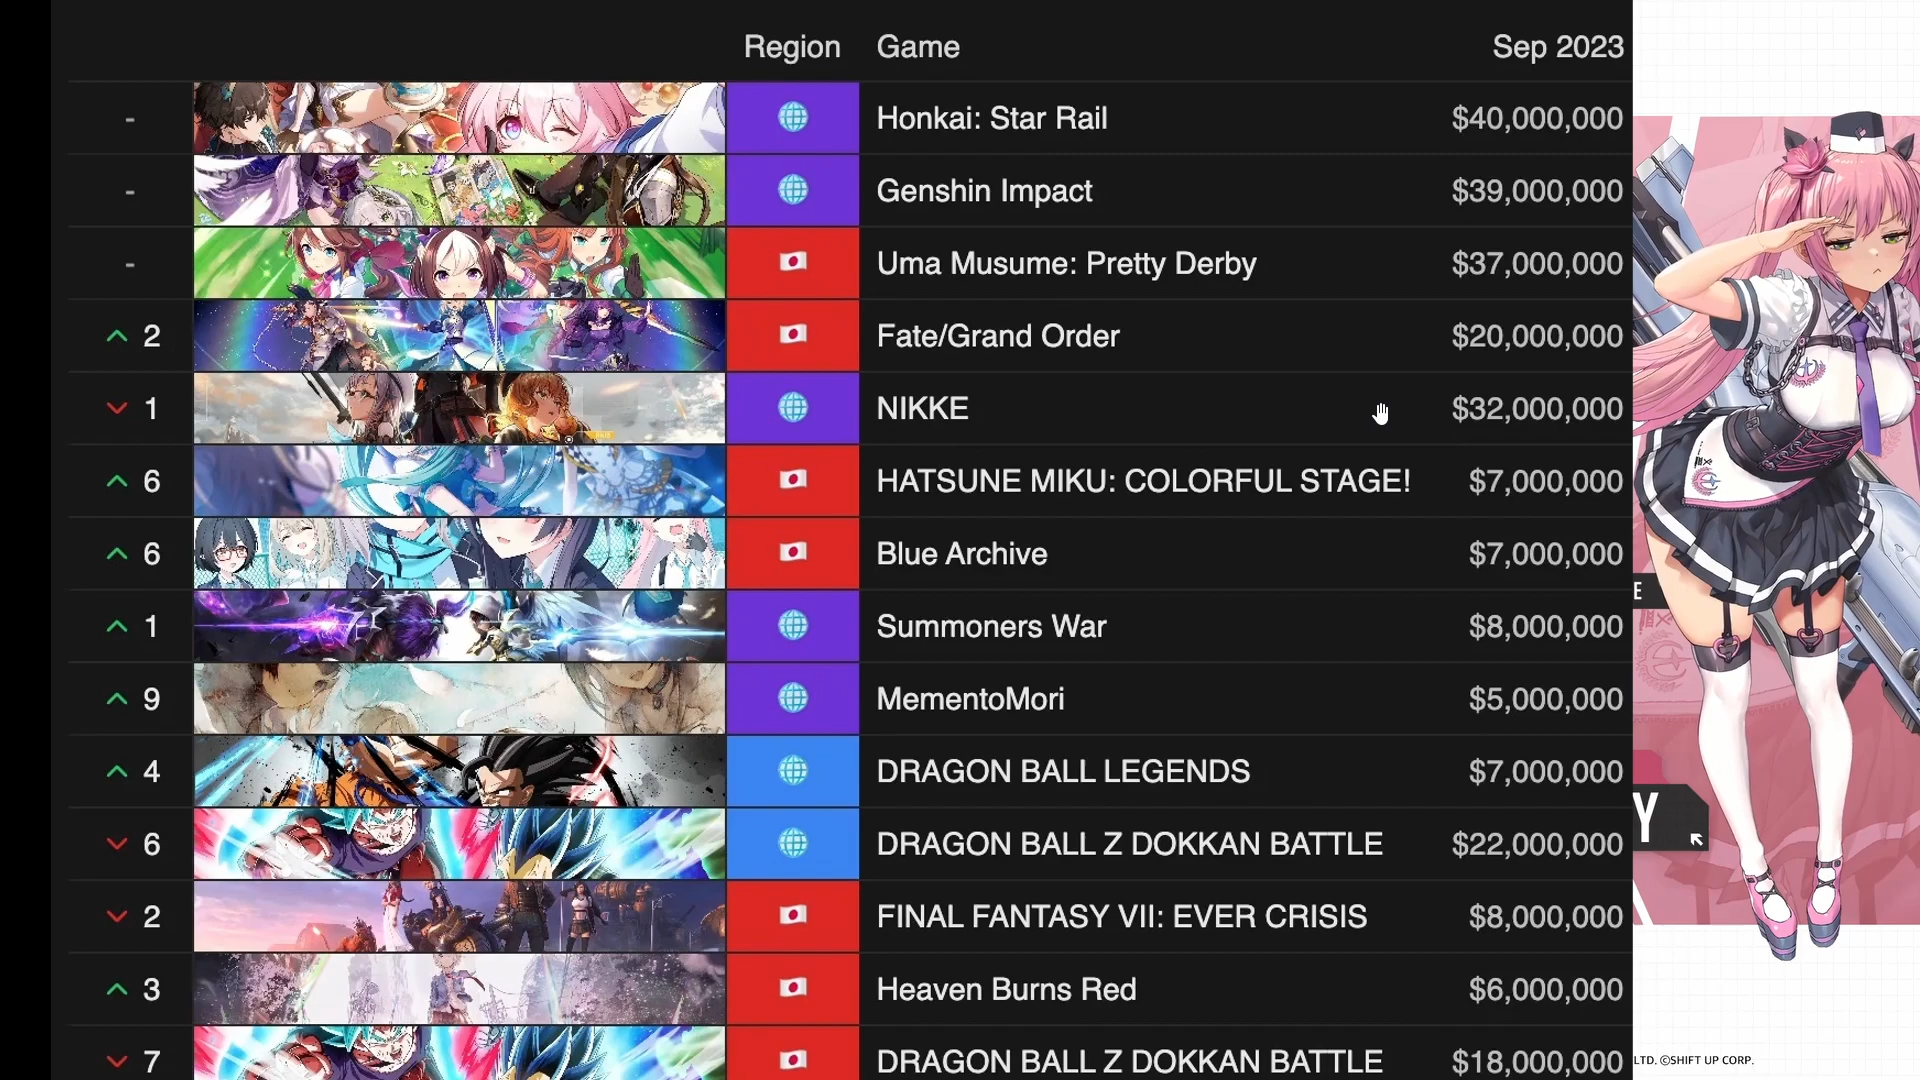 Region Game Sep 2023
- Honkai: Star Rail $40,000,000
- Genshin Impact $39,000,000
- Uma Musume: Pretty Derby $37,000,000
2 Fate/Grand Order $20,000,000
1 NIKKE $32,000,000
6 HATSUNE MIKU: COLORFUL STAGE! $7,000,000
6 Blue Archive $7,000,000
1 Summoners War $8,000,000
E
9 MementoMori $5,000,000
4 DRAGON BALL LEGENDS $7,000,000
6 DRAGON BALL Z DOKKAN BATTLE $22,000,000
Y
2 FINAL FANTASY VII: EVER CRISIS $8,000,000
3 Heaven Burns Red $6,000,000
7 DRAGON BALL Z DOKKAN BATTLE $18,000,000
LTD. ©SHIFT UP CORP.